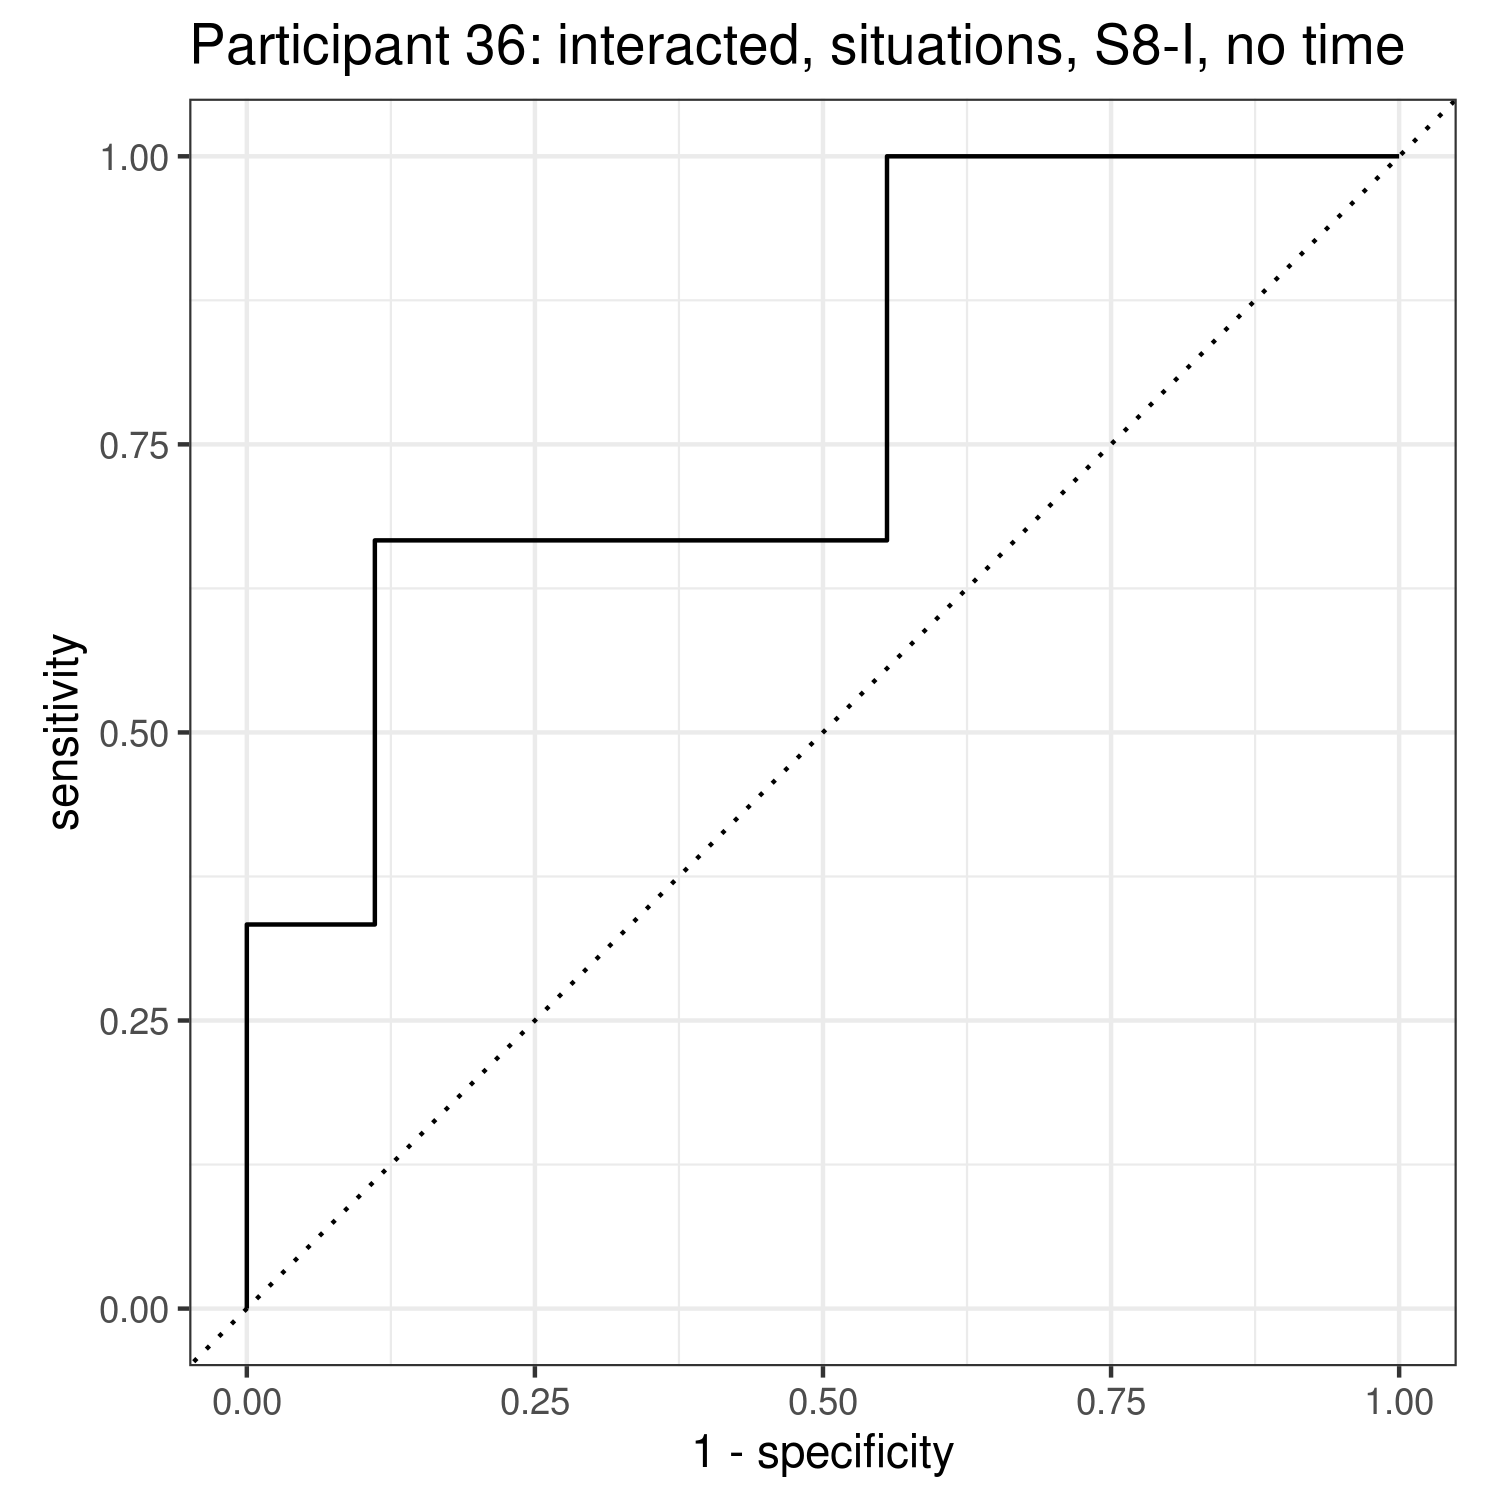 Participant 36: interacted, situations, S8-I, no time
1.00
0.75
0.50
0.25
0.00
sensitivity
0.00 0.25 0.50 0.75 1.00
1 - specificity